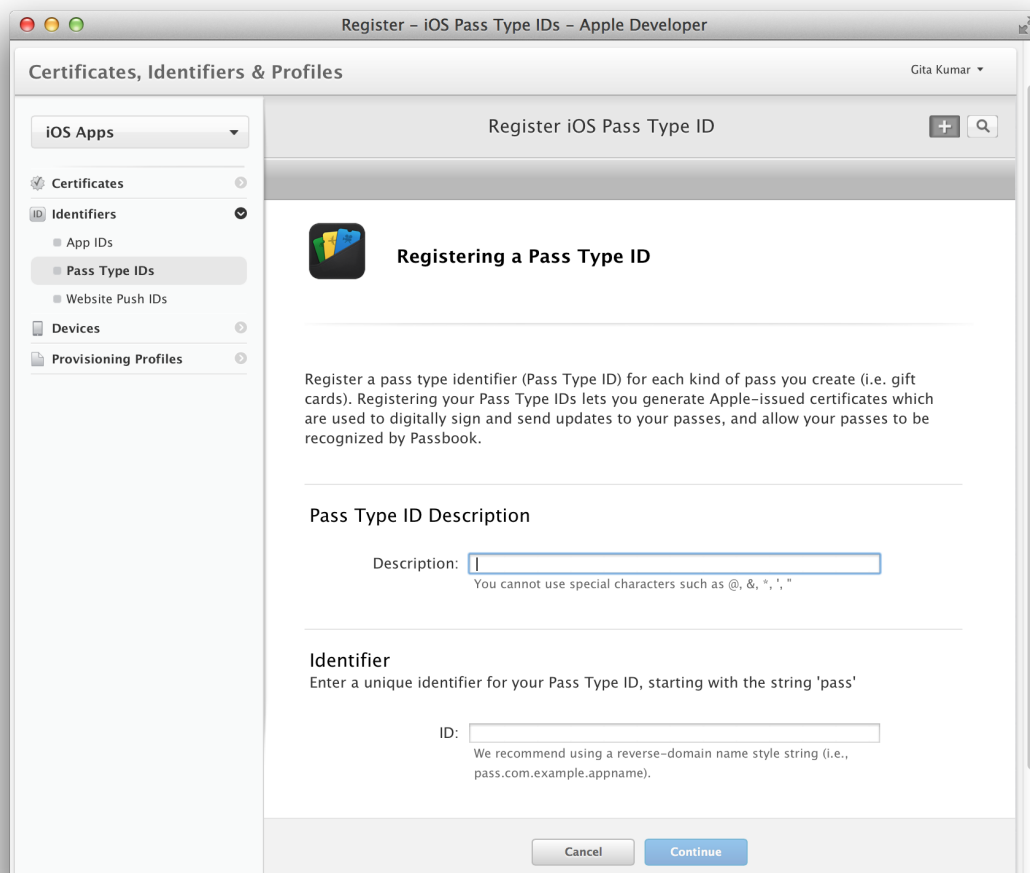 Register – iOS Pass Type IDs – Apple Developer
Certificates, Identifiers & Profiles
Gita Kumar
iOS Apps
Register iOS Pass Type ID
Certificates
ID Identifiers
App IDs
Pass Type IDs
Website Push IDs
Devices
Provisioning Profiles
Registering a Pass Type ID
Register a pass type identifier (Pass Type ID) for each kind of pass you create (i.e. gift
cards). Registering your Pass Type IDs lets you generate Apple-issued certificates which
are used to digitally sign and send updates to your passes, and allow your passes to be
recognized by Passbook.
Pass Type ID Description
Description:
You cannot use special characters such as @, &, *, ', "
Identifier
Enter a unique identifier for your Pass Type ID, starting with the string 'pass'
ID:
We recommend using a reverse-domain name style string (i.e.,
pass.com.example.appname).
Cancel
Continue